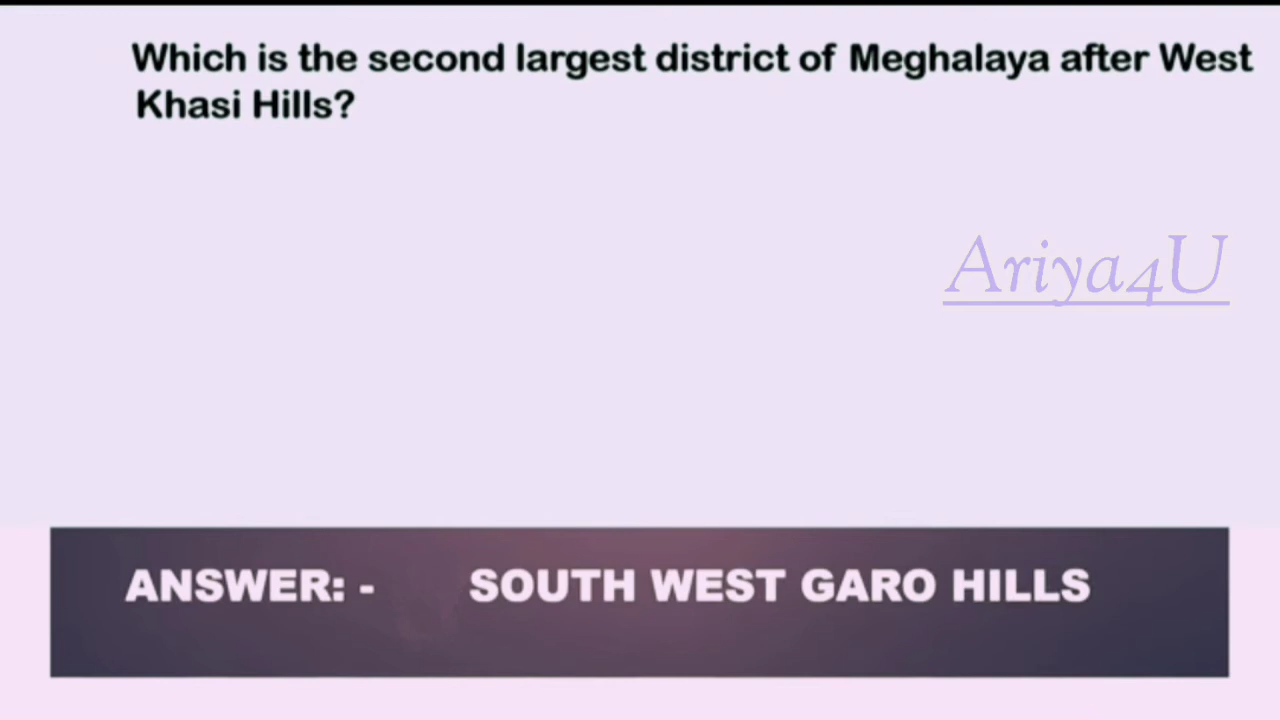 Which is the second largest district of Meghalaya after West
Khasi Hills?
Ariya4U
ANSWER: - SOUTH WEST GARO HILLS